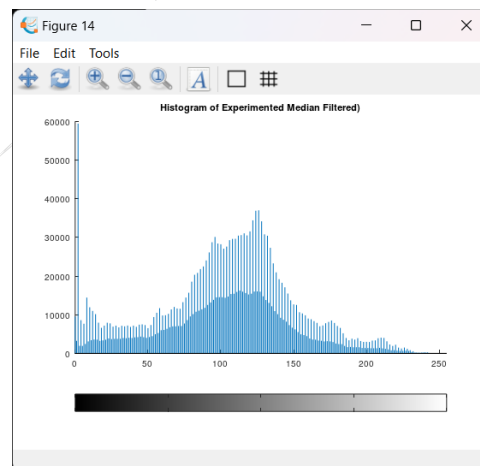 Figure 14
File Edit Tools
A
Histogram of Experimented Median Filtered)
60000
50000
40000
30000
20000
10000
0
0 50 100 150 200 250